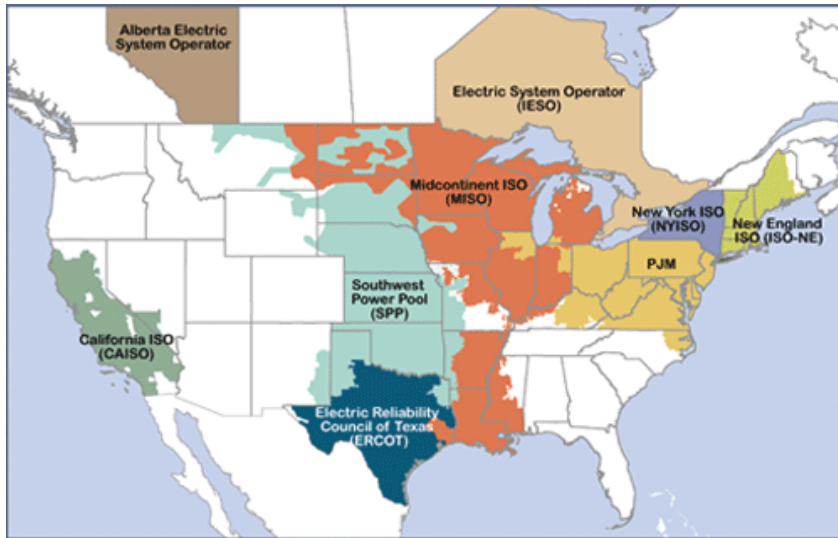 Alberta Electric
System Operator
Electric System Operator
(IESO)
Midcontinent ISO
(MISO)
New York ISO
(NYISO)
New England
ISO (ISO-NE)
PJM
Southwest
Power Pool
(SPP)
California ISO
(CAISO)
Electric Reliability
Council of Texas
(ERCOT)